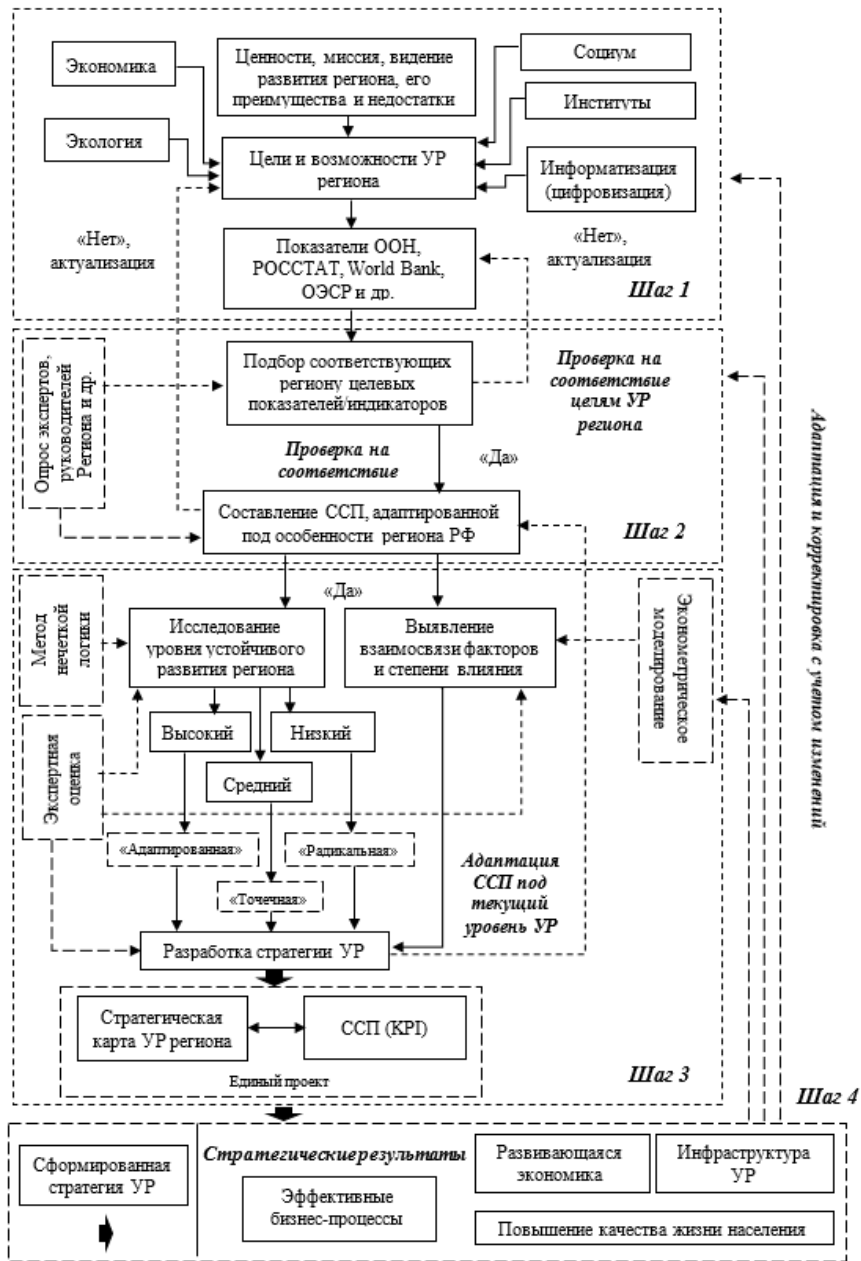 Экономика
Ценности, миссия, видение
развития региона, его
преимущества и недостатки
Социум
Институты
Экология
Цели и возможности УР
региона
Информатизация
(цифровизация)
«Нет»,
актуализация
Показатели ООН,
РОССТАТ, World Bank,
ОЭСР и др.
«Нет»,
актуализация
Шаг 1
Опрос экспертов,
руководителей
Региона и др.
Подбор соответствующих
региону целевых
показателей/индикаторов
Проверка на
соответствие
целям УР
региона
Проверка на
соответствие
«Да»
Составление ССП, адаптированной
под особенности региона РФ
Шаг 2
Адаптация и корректировка с учетом изменений
«Да»
Метод
нечеткой
логики
Исследование
уровня устойчивого
развития региона
Выявление
взаимосвязи факторов
и степени влияния
Эконометрическое
моделирование
Экспертная
оценка
Высокий
Низкий
Средний
«Адаптированная»
«Радикальная»
«Точечная»
Адаптация
ССП под
текущий
уровень УР
Разработка стратегии УР
Стратегическая
карта УР региона
ССП (KPI)
Единый проект
Шаг 3
Шаг 4
Сформированная
стратегия УР
Стратегические результаты
Эффективные
бизнес-процессы
Развивающаяся
экономика
Инфраструктура
УР
Повышение качества жизни населения